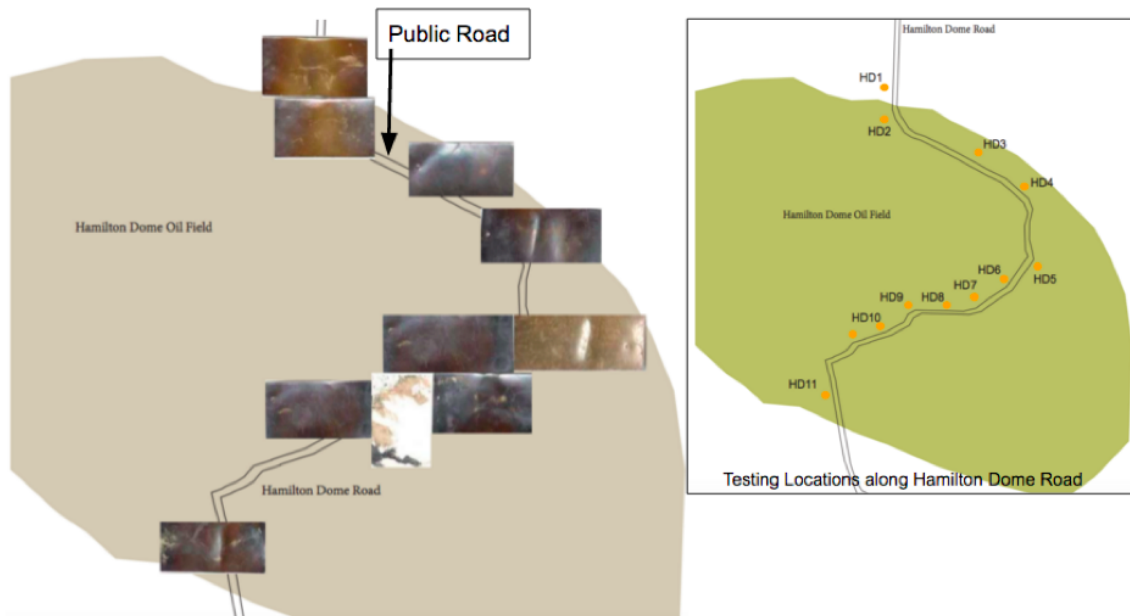 Public Road
Hamilton Dome Oil Field
Hamilton Dome Road
Hamilton Dome Road
HD1
HD2
HD3
HD4
Hamilton Dome Oil Field
HD6
HD5
HD7
HD9
HD8
HD10
HD11
Testing Locations along Hamilton Dome Road